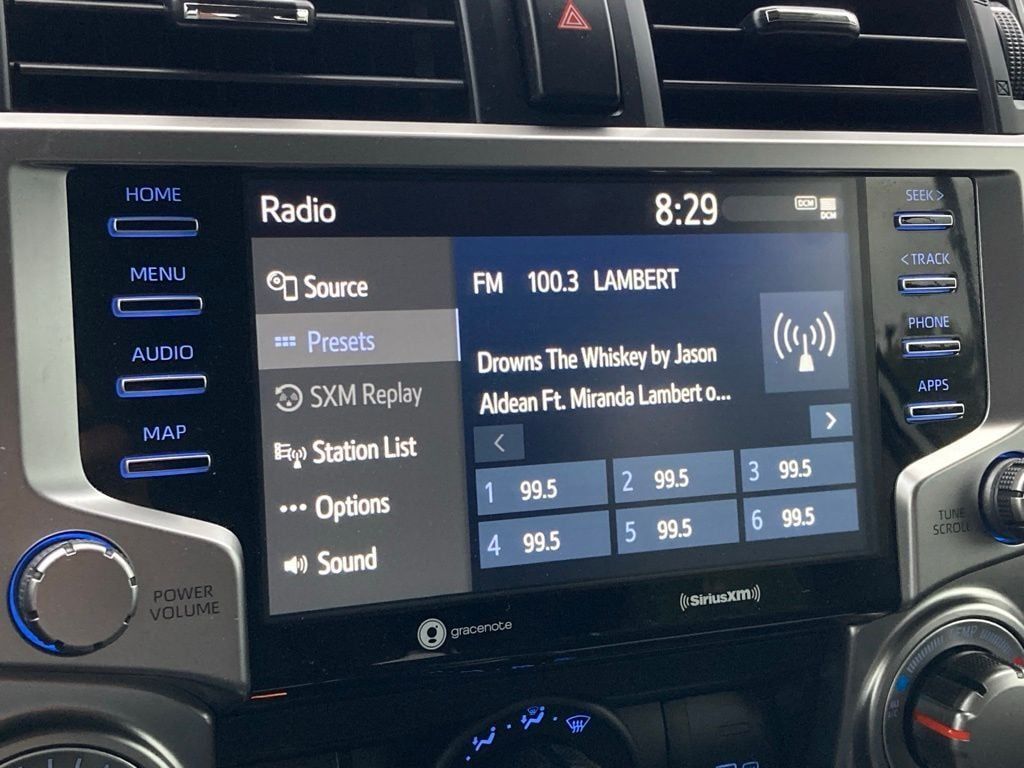 HOME
MENU
AUDIO
MAP
POWER
VOLUME
Radio
8:29
DCM
DCM
Source
Presets
SXM Replay
Station List
Options
Sound
FM 100.3 LAMBERT
Drowns The Whiskey by Jason
Aldean Ft. Miranda Lambert o...
<
>
1 99.5
2 99.5
3 99.5
4 99.5
5 99.5
6 99.5
gracenote
SiriusXM
SEEK >
< TRACK
PHONE
APPS
TUNE
SCROLL
TEMP